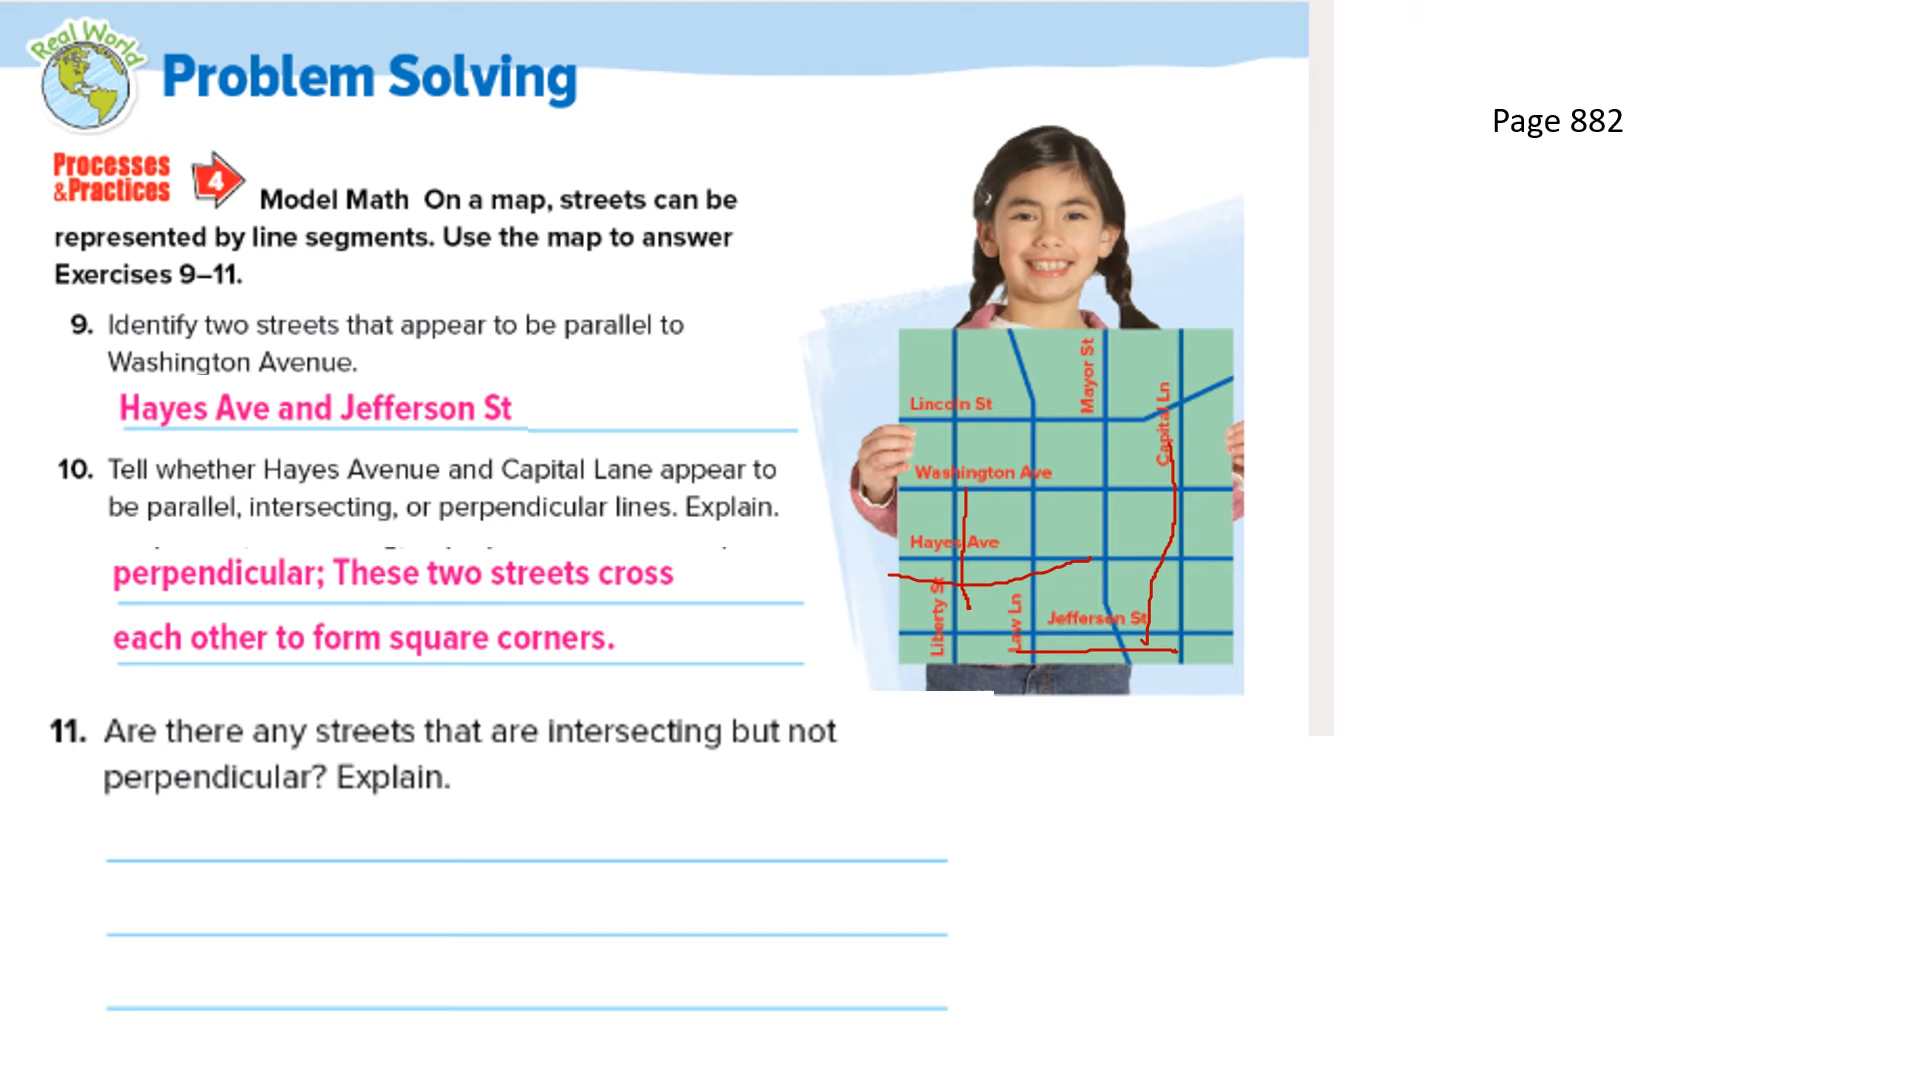 Real World
Problem Solving
Page 882
Processes
&Practices
4
Model Math On a map, streets can be
represented by line segments. Use the map to answer
Exercises 9–11.
9. Identify two streets that appear to be parallel to
Washington Avenue.
Hayes Ave and Jefferson St
10. Tell whether Hayes Avenue and Capital Lane appear to
be parallel, intersecting, or perpendicular lines. Explain.
perpendicular; These two streets cross
each other to form square corners.
Mayor St
Lincoln St
Capital Ln
Washington Ave
Hayes Ave
Liberty St
Law Ln
Jefferson St
11. Are there any streets that are intersecting but not
perpendicular? Explain.